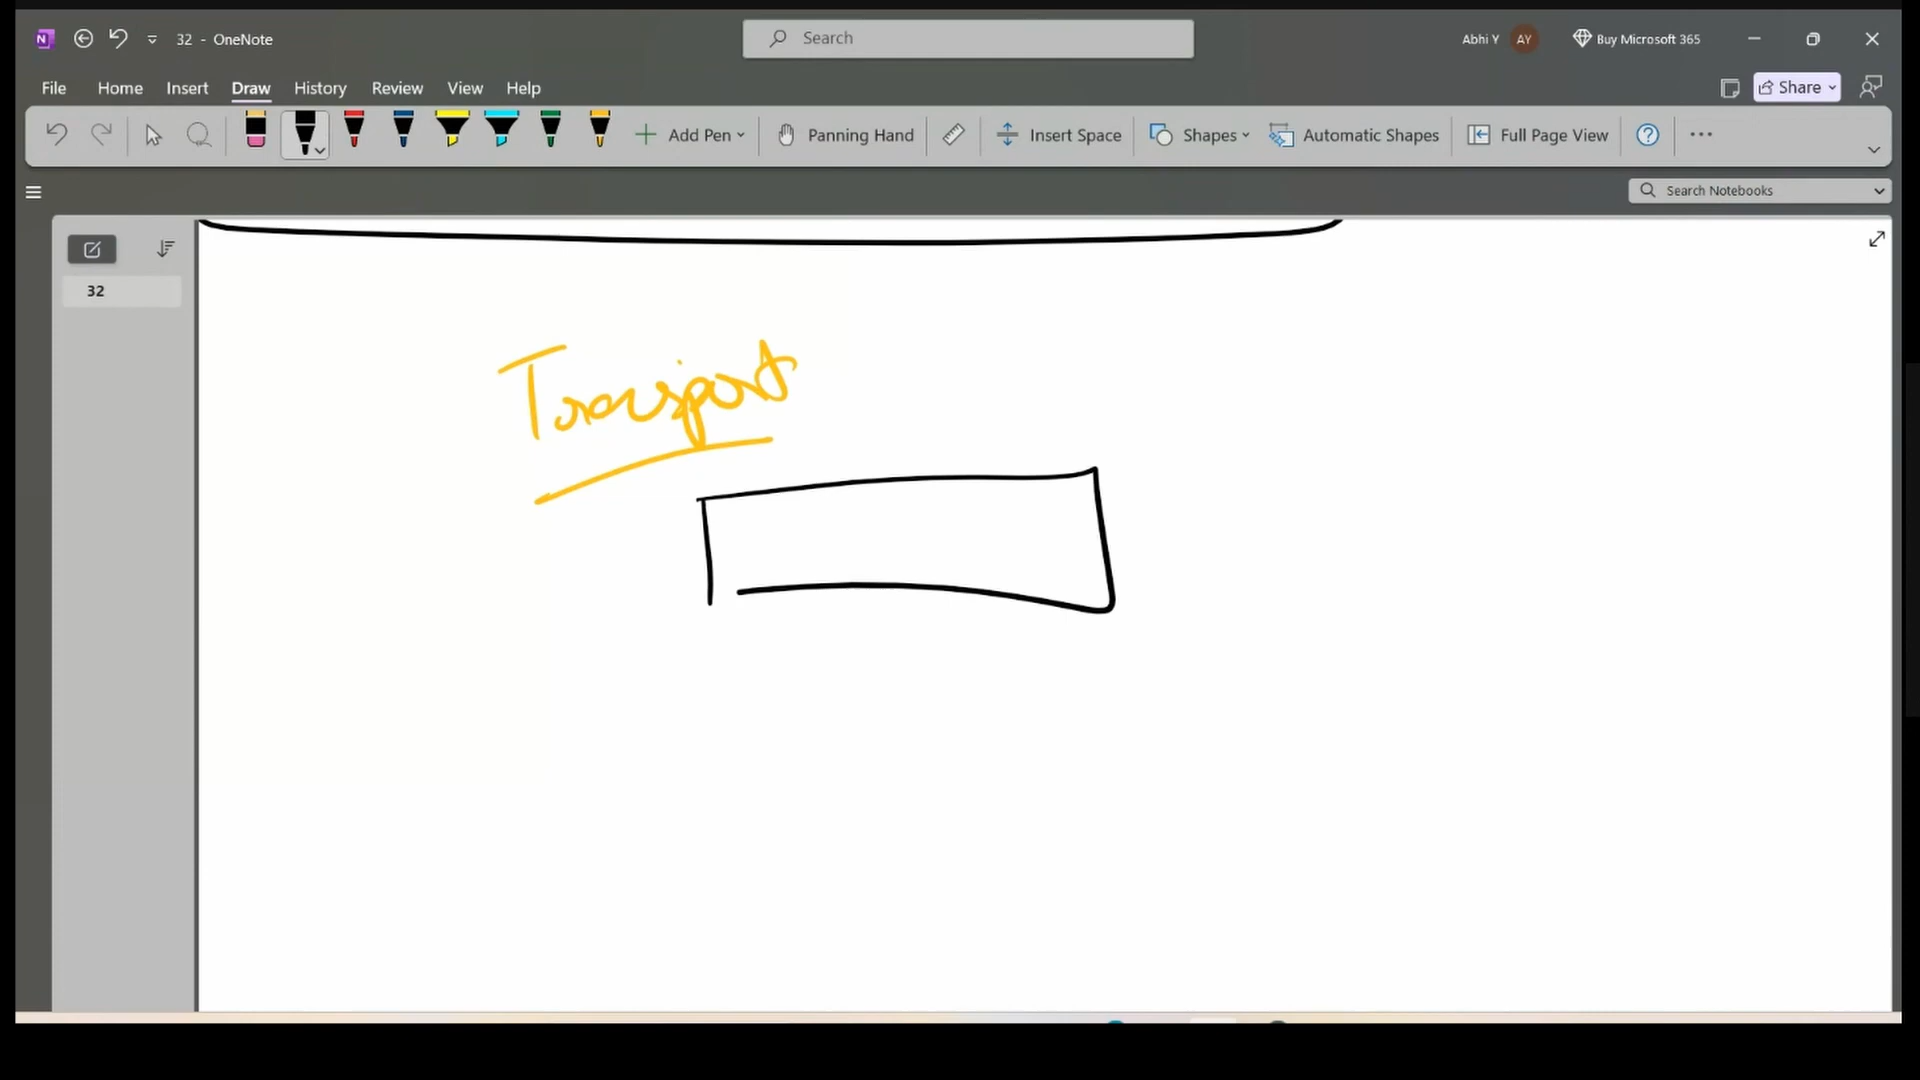 32 - OneNote
Search
Abhi Y AY
Buy Microsoft 365
File Home Insert Draw History Review View Help
Share
Add Pen
Panning Hand
Insert Space
Shapes
Automatic Shapes
Full Page View
Search Notebooks
32
Transport